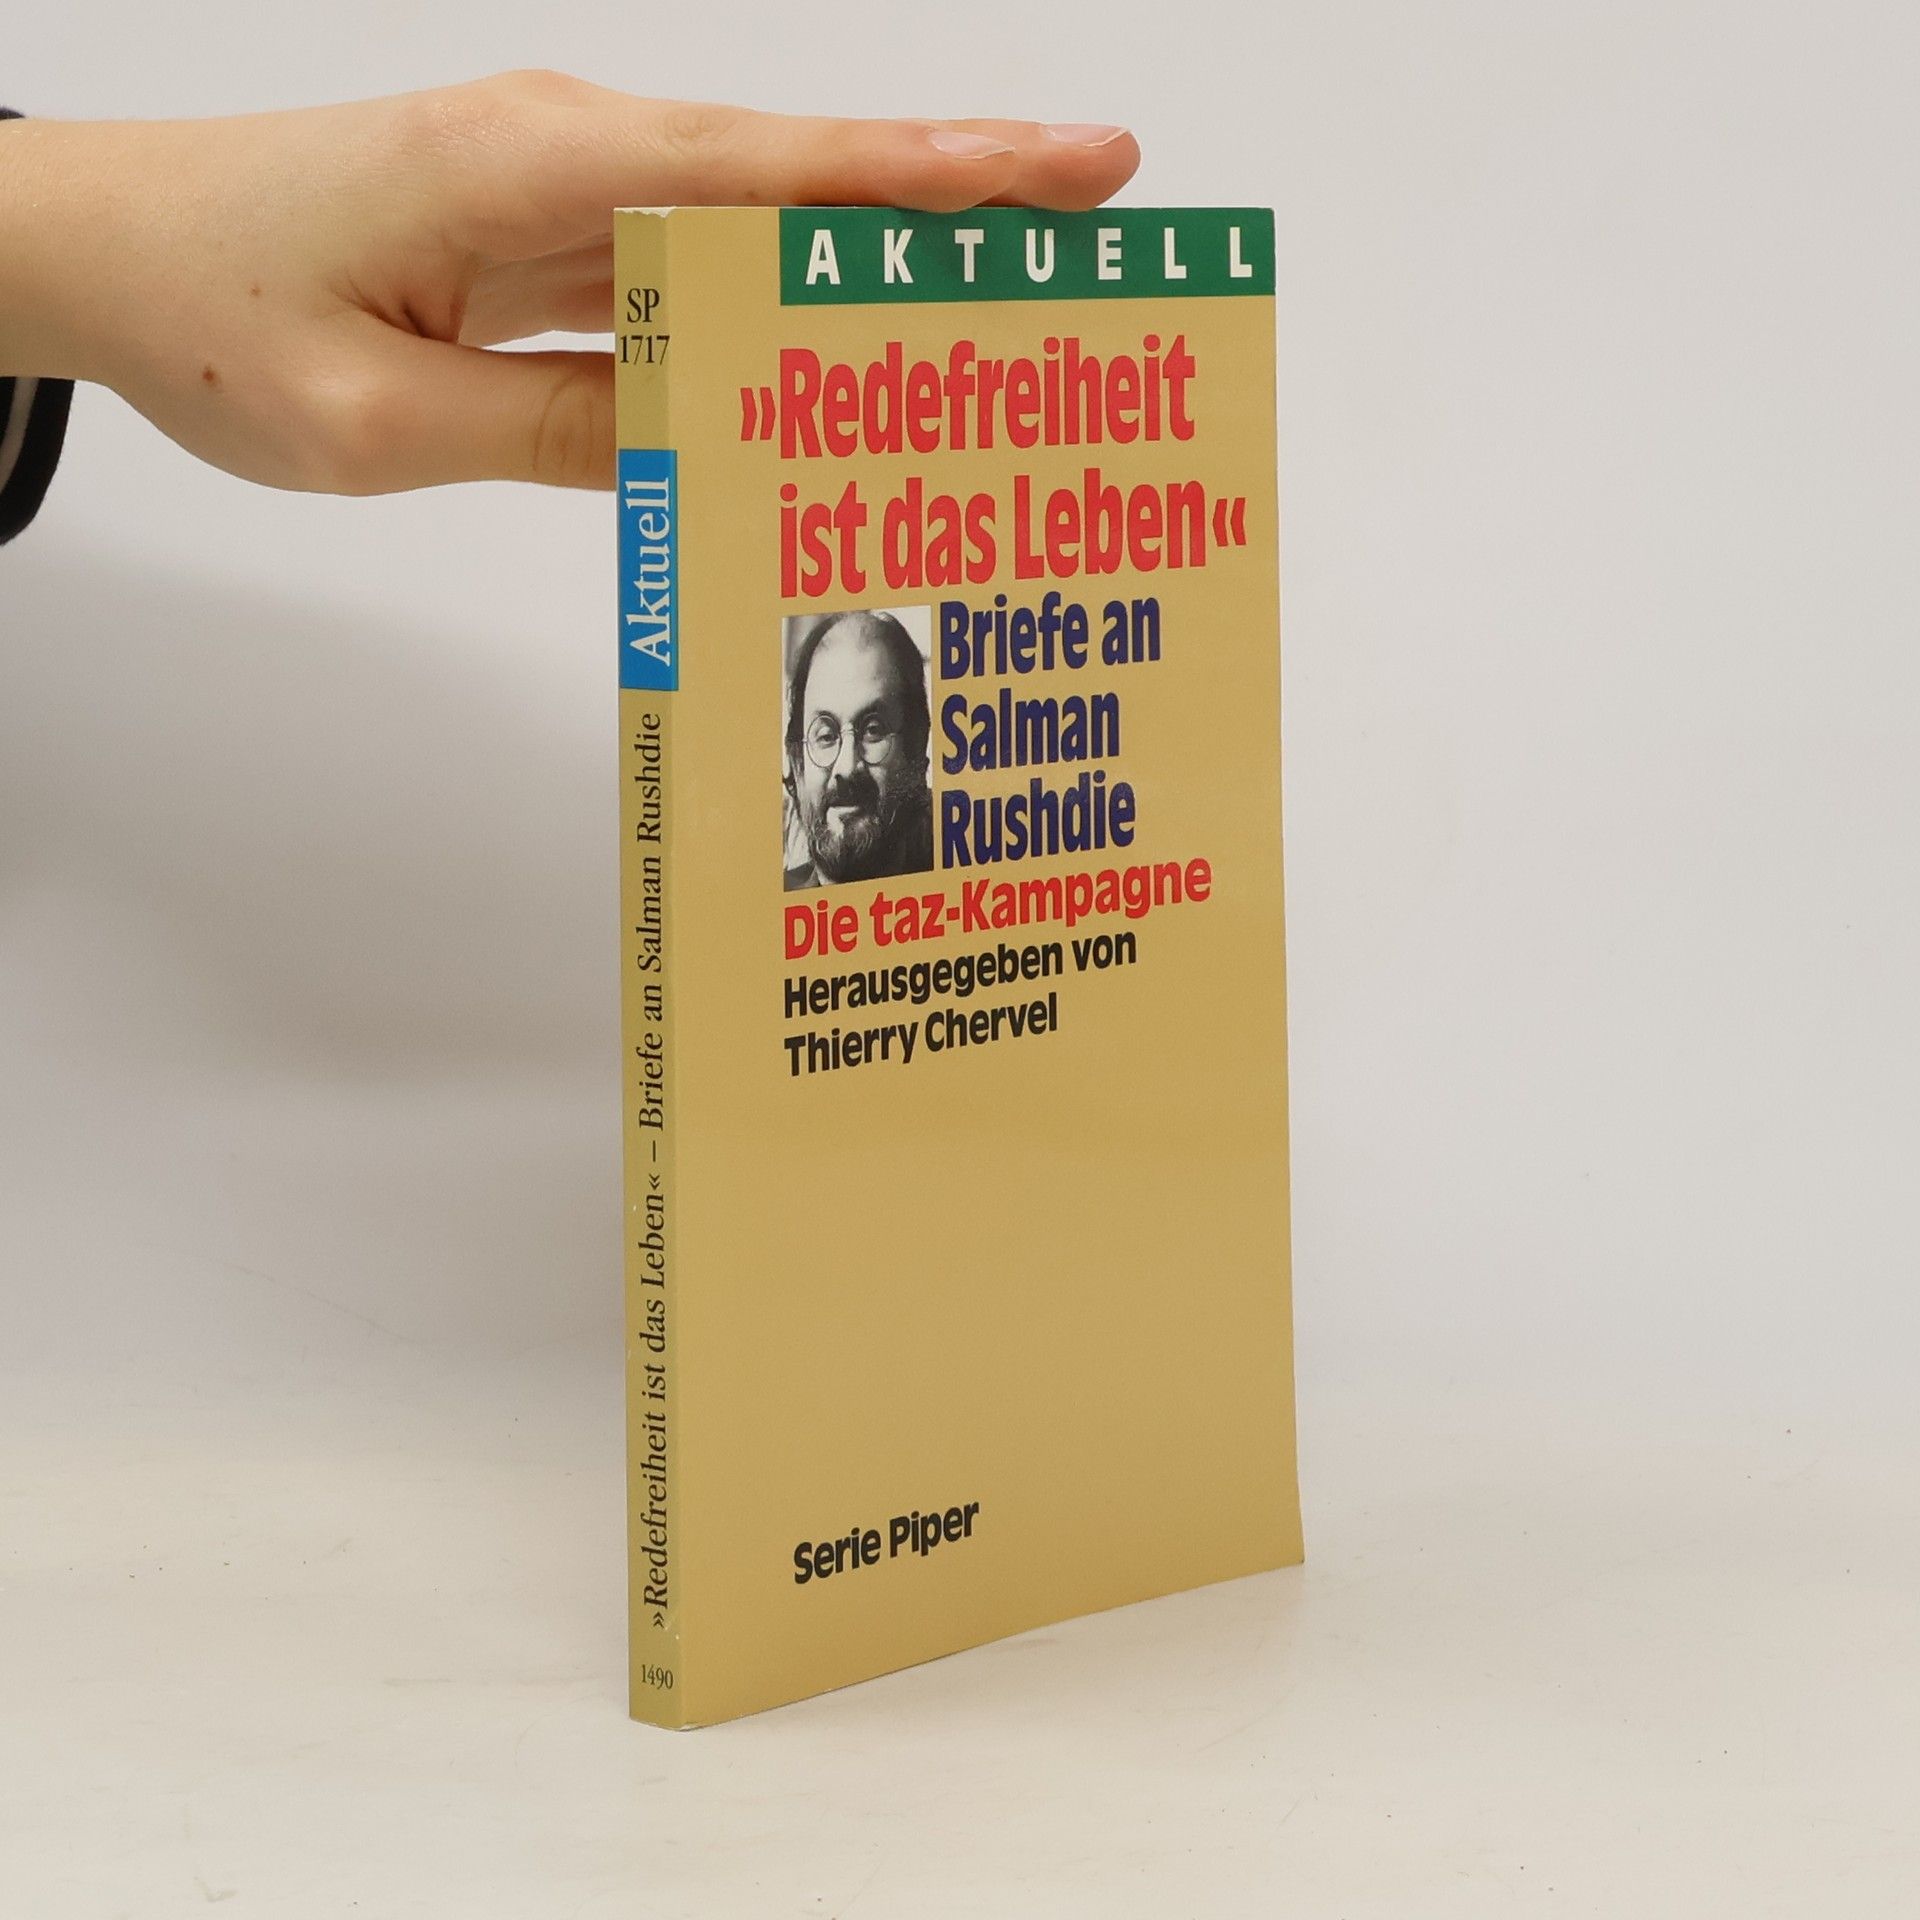 SP
1717
Aktuell
»Redefreiheit ist das Leben« – Briefe an Salman Rushdie
1490
AKTUELL
»Redefreiheit
ist das Leben«
Briefe an
Salman
Rushdie
Die taz-Kampagne
Herausgegeben von
Thierry Chervel
Serie Piper